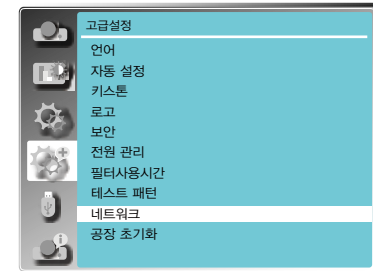 고급설정
언어
자동 설정
키스톤
로고
보안
전원 관리
필터사용시간
테스트 패턴
네트워크
공장 초기화